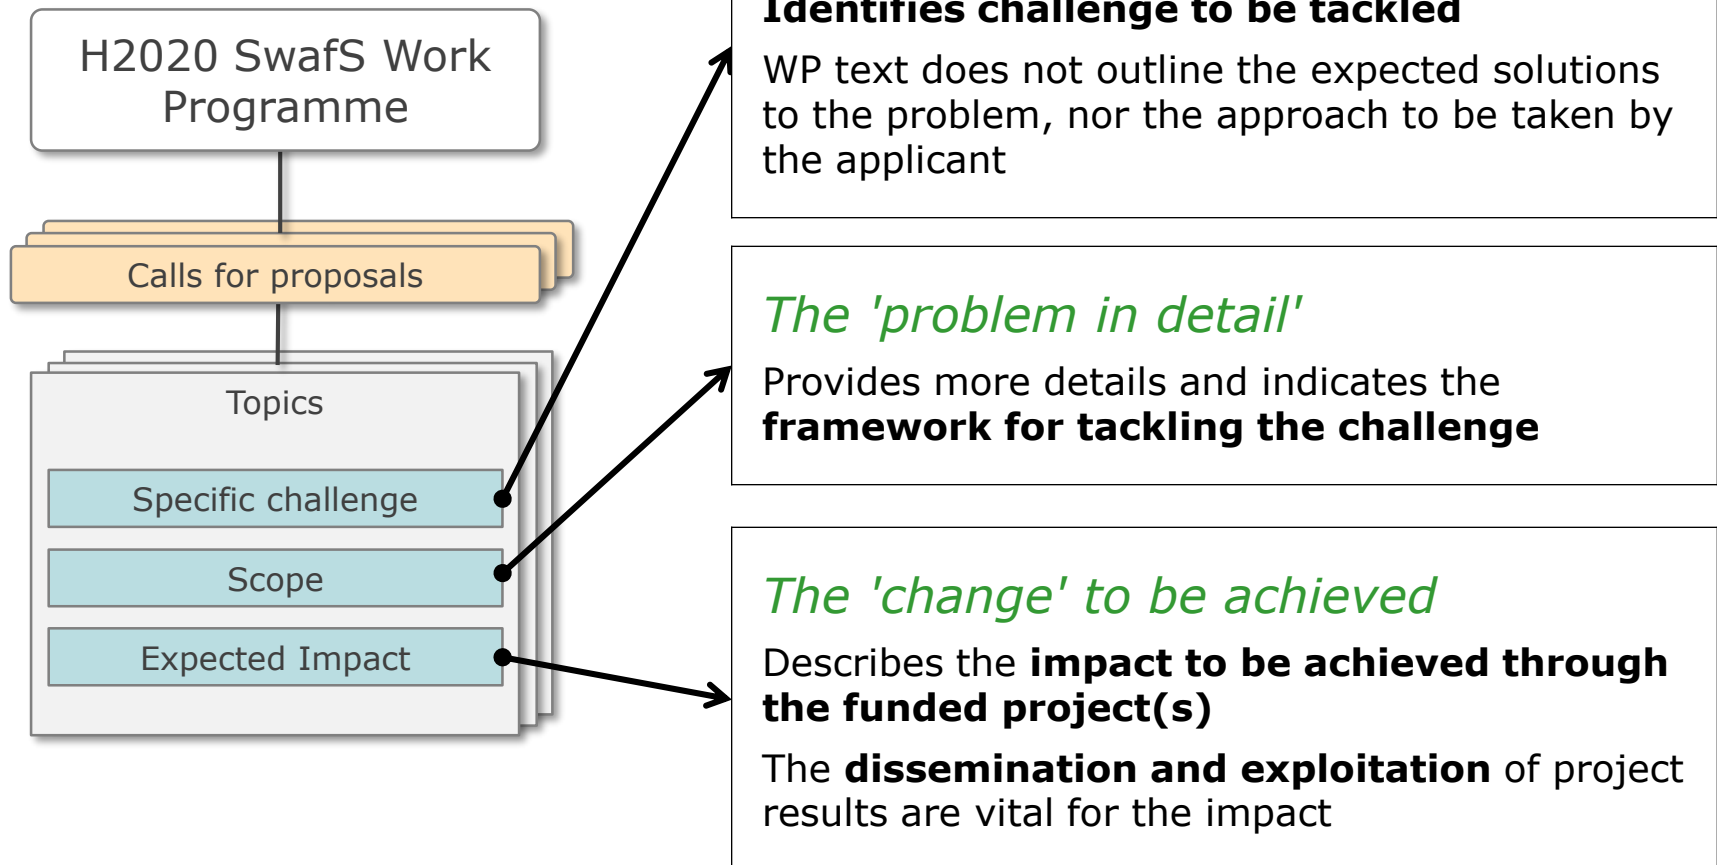 H2020 SwafS Work
Programme
Calls for proposals
Topics
Specific challenge
Scope
Expected Impact
Identifies challenge to be tackled
WP text does not outline the expected solutions
to the problem, nor the approach to be taken by
the applicant
The 'problem in detail'
Provides more details and indicates the
framework for tackling the challenge
The 'change' to be achieved
Describes the impact to be achieved through
the funded project(s)
The dissemination and exploitation of project
results are vital for the impact